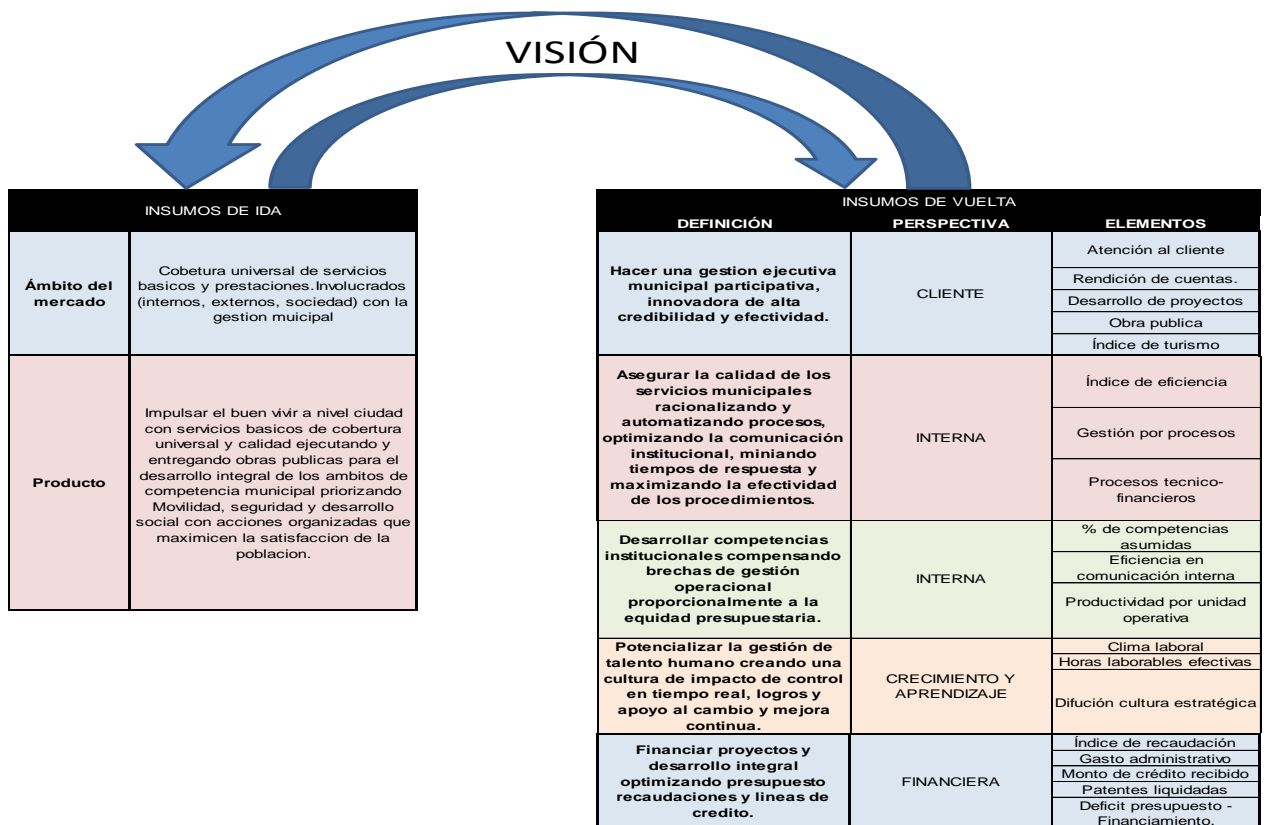 VISIÓN
INSUMOS DE IDA
Ámbito del
mercado
Cobetura universal de servicios
basicos y prestaciones.Involucrados
(internos, externos, sociedad) con la
gestion muicipal
Producto
Impulsar el buen vivir a nivel ciudad
con servicios basicos de cobertura
universal y calidad ejecutando y
entregando obras publicas para el
desarrollo integral de los ambitos de
competencia municipal priorizando
Movilidad, seguridad y desarrollo
social con acciones organizadas que
maximicen la satisfaccion de la
poblacion.
INSUMOS DE VUELTA
DEFINICIÓN
PERSPECTIVA
ELEMENTOS
Hacer una gestion ejecutiva
municipal participativa,
innovadora de alta
credibilidad y efectividad.
CLIENTE
Atención al cliente
Rendición de cuentas.
Desarrollo de proyectos
Obra publica
Índice de turismo
Asegurar la calidad de los
servicios municipales
racionalizando y
automatizando procesos,
optimizando la comunicación
institucional, miniando
tiempos de respuesta y
maximizando la efectividad
de los procedimientos.
INTERNA
Índice de eficiencia
Gestión por procesos
Procesos tecnico-
financieros
Desarrollar competencias
institucionales compensando
brechas de gestión
operacional
proporcionalmente a la
equidad presupuestaria.
INTERNA
% de competencias
asumidas
Eficiencia en
comunicación interna
Productividad por unidad
operativa
Potencializar la gestión de
talento humano creando una
cultura de impacto de control
en tiempo real, logros y
apoyo al cambio y mejora
continua.
CRECIMIENTO Y
APRENDIZAJE
Clima laboral
Horas laborables efectivas
Difución cultura estratégica
Financiar proyectos y
desarrollo integral
optimizando presupuesto
recaudaciones y lineas de
credito.
FINANCIERA
Índice de recaudación
Gasto administrativo
Monto de crédito recibido
Patentes liquidadas
Deficit presupuesto -
Financiamiento.